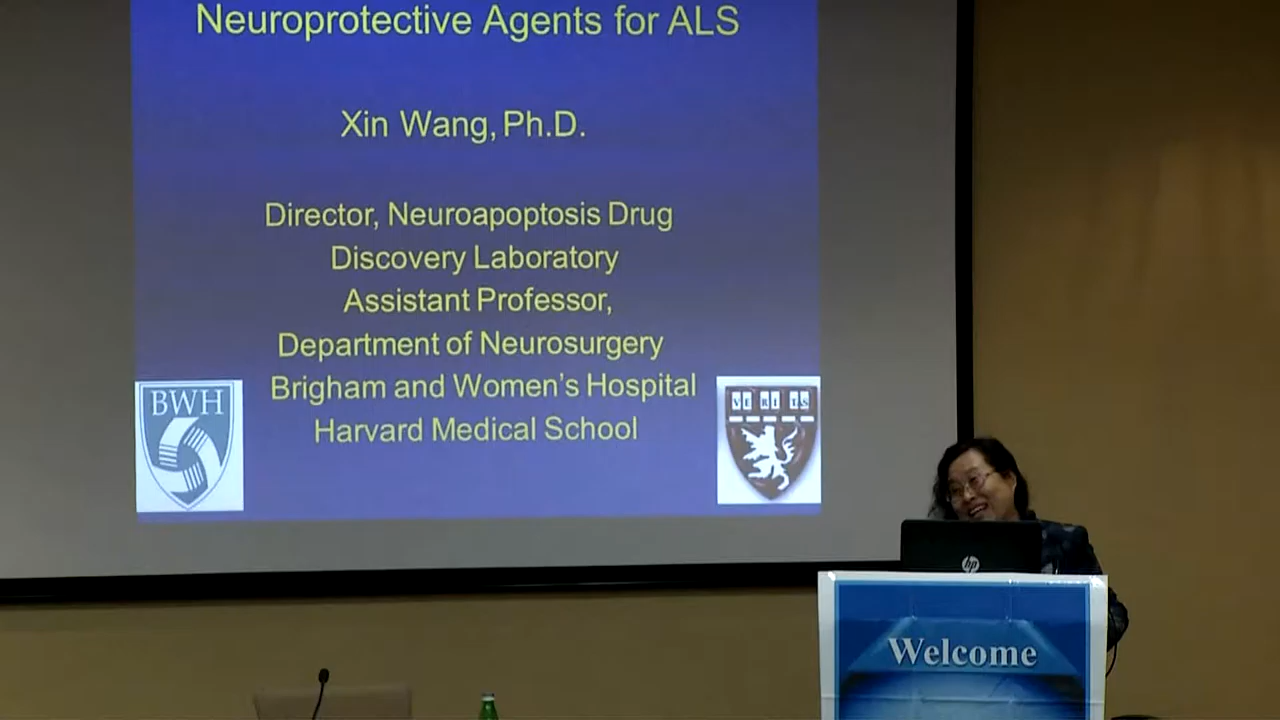 Neuroprotective Agents for ALS
Xin Wang, Ph.D.
Director, Neuroapoptosis Drug
Discovery Laboratory
Assistant Professor,
Department of Neurosurgery
Brigham and Women's Hospital
Harvard Medical School
BWH
VE RI TAS
hp
Welcome